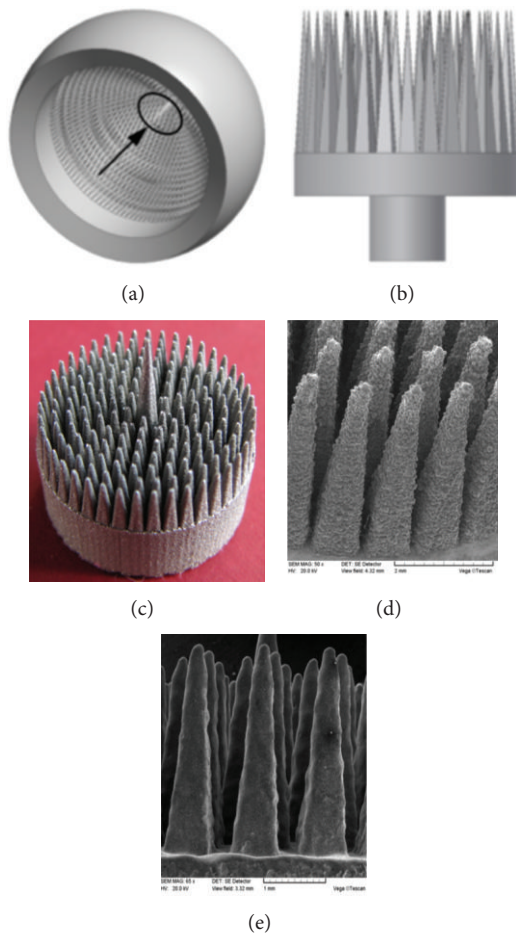 (a)
(b)
(c)
(d)
SEM MAG: 50 x
DET: SE Detector
HV: 20.0 kV
View field: 4.32 mm
2 mm
Vega ©Tescan
(e)
SEM MAG: 65 x
DET: SE Detector
HV: 20.0 kV
View field: 3.32 mm
1 mm
Vega ©Tescan